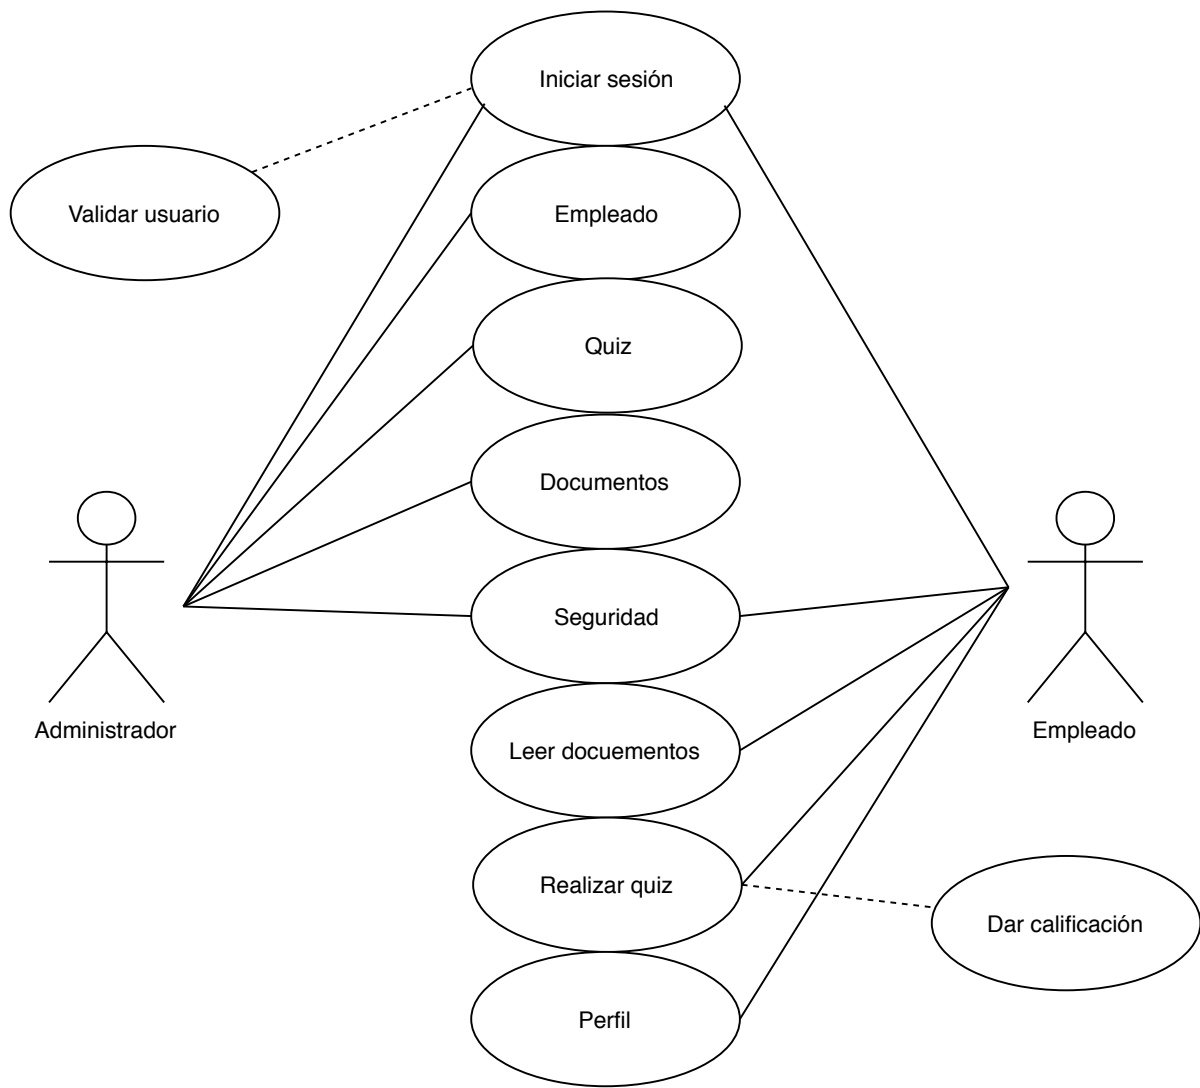 Iniciar sesión
Validar usuario
Empleado
Quiz
Documentos
Seguridad
Administrador
Empleado
Leer docuementos
Realizar quiz
Dar calificación
Perfil